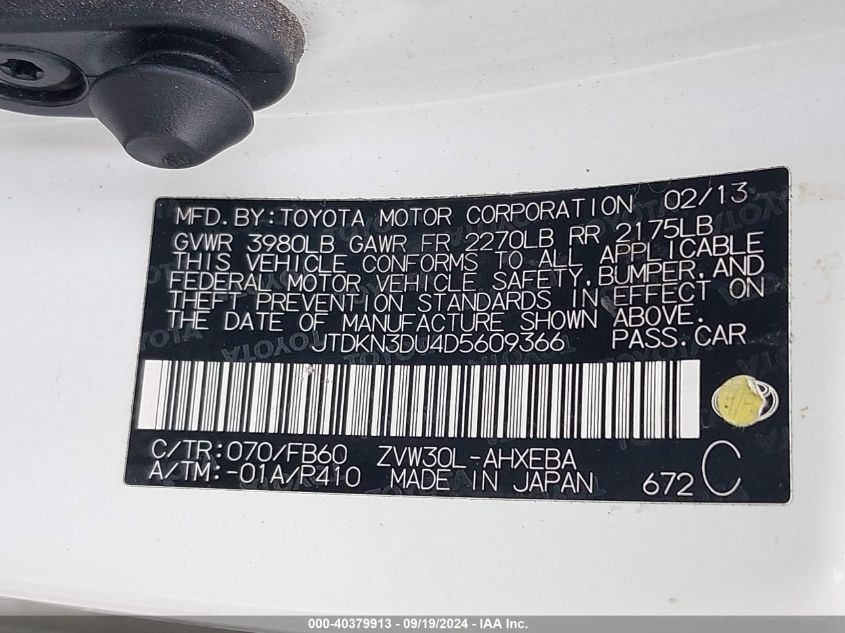 MFD. BY: TOYOTA MOTOR CORPORATION 02/13
GVWR 3980LB GAWR FR 2270LB RR 2175LB
THIS VEHICLE CONFORMS TO ALL APPLICABLE
FEDERAL MOTOR VEHICLE SAFETY, BUMPER, AND
THEFT PREVENTION STANDARDS IN EFFECT ON
THE DATE OF MANUFACTURE SHOWN ABOVE.
JTDKN3DU4D5609366 PASS. CAR
C/TR: 070/FB60 ZVW30L-AHXEBA
A/TM: -01A/P410 MADE IN JAPAN 672 C
000-40379913 - 09/19/2024 - IAA Inc.